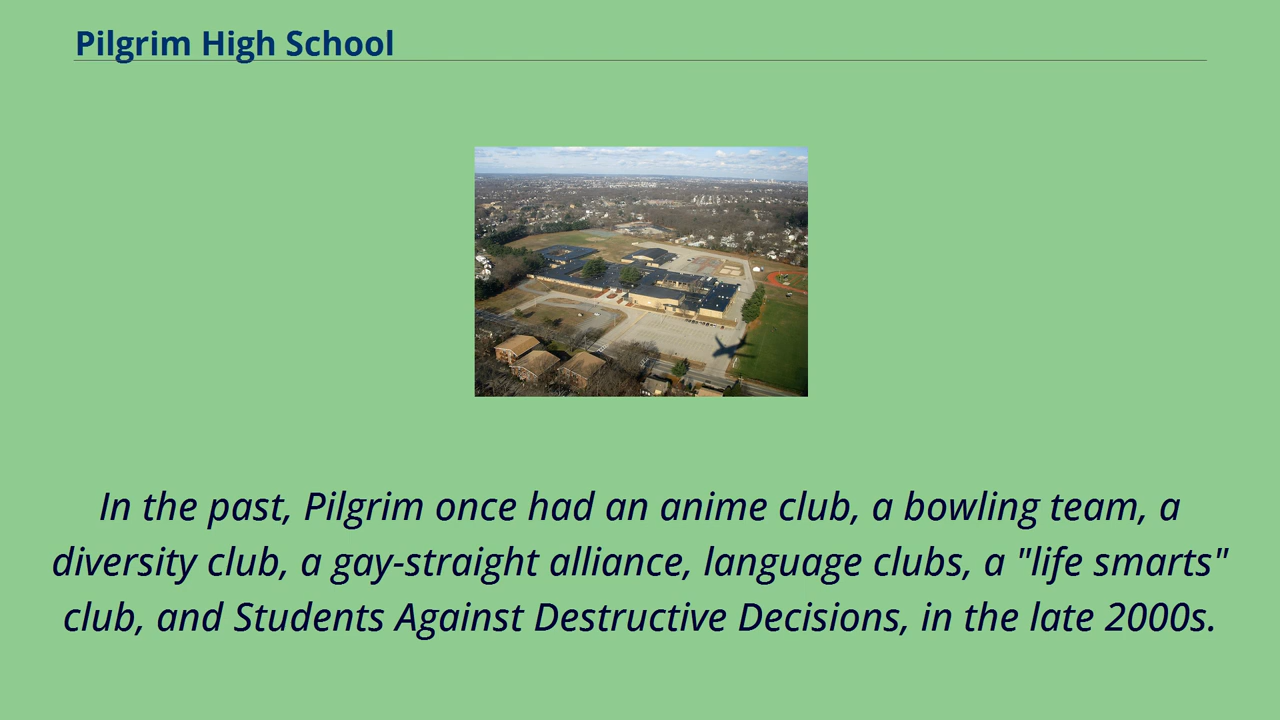 Pilgrim High School
In the past, Pilgrim once had an anime club, a bowling team, a
diversity club, a gay-straight alliance, language clubs, a "life smarts"
club, and Students Against Destructive Decisions, in the late 2000s.